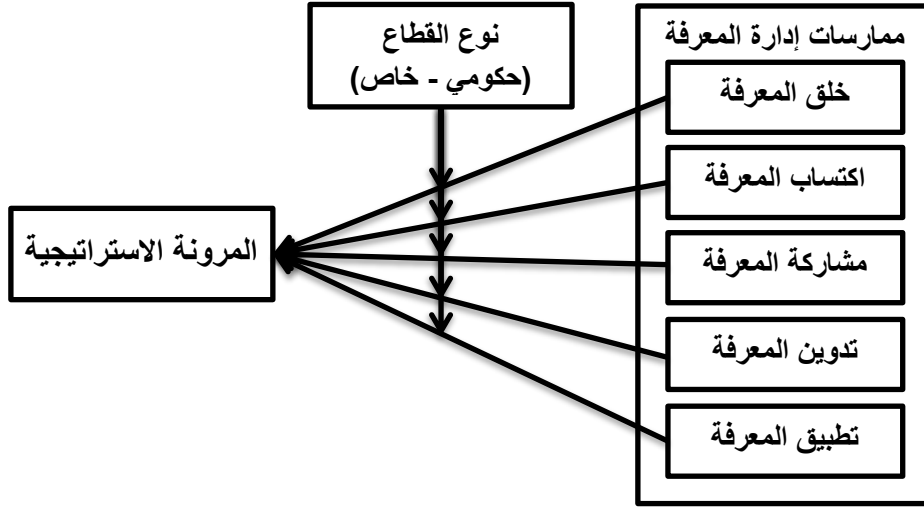 نوع القطاع
(حكومي - خاص)
ممارسات إدارة المعرفة
خلق المعرفة
اكتساب المعرفة
مشاركة المعرفة
تدوين المعرفة
تطبيق المعرفة
المرونة الاستراتيجية